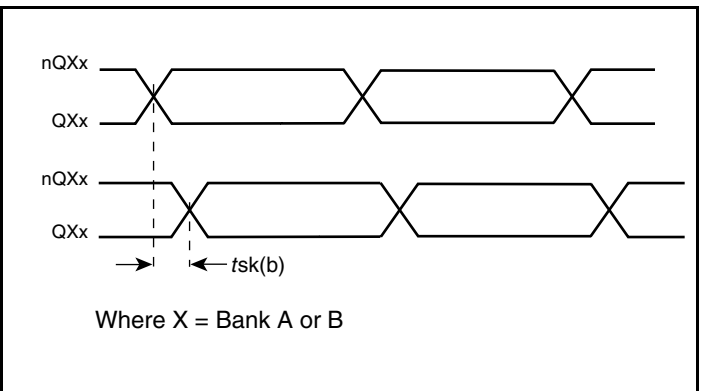 nQXx
QXx
nQXx
QXx
tsk(b)
Where X = Bank A or B